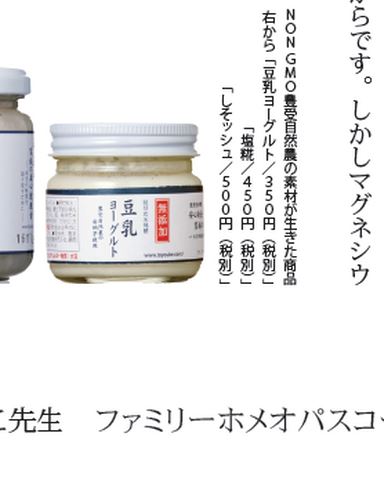 らです。しかしマグネシウ
NON GMO豊受自然農の素材が生きた商品
右から「豆乳ヨーグルト／350円(税別)」
「塩糀／450円(税別)」
「しそッシュ／500円(税別)」
無添加
豆乳
ヨーグルト
先生　ファミリーホメオパスコー